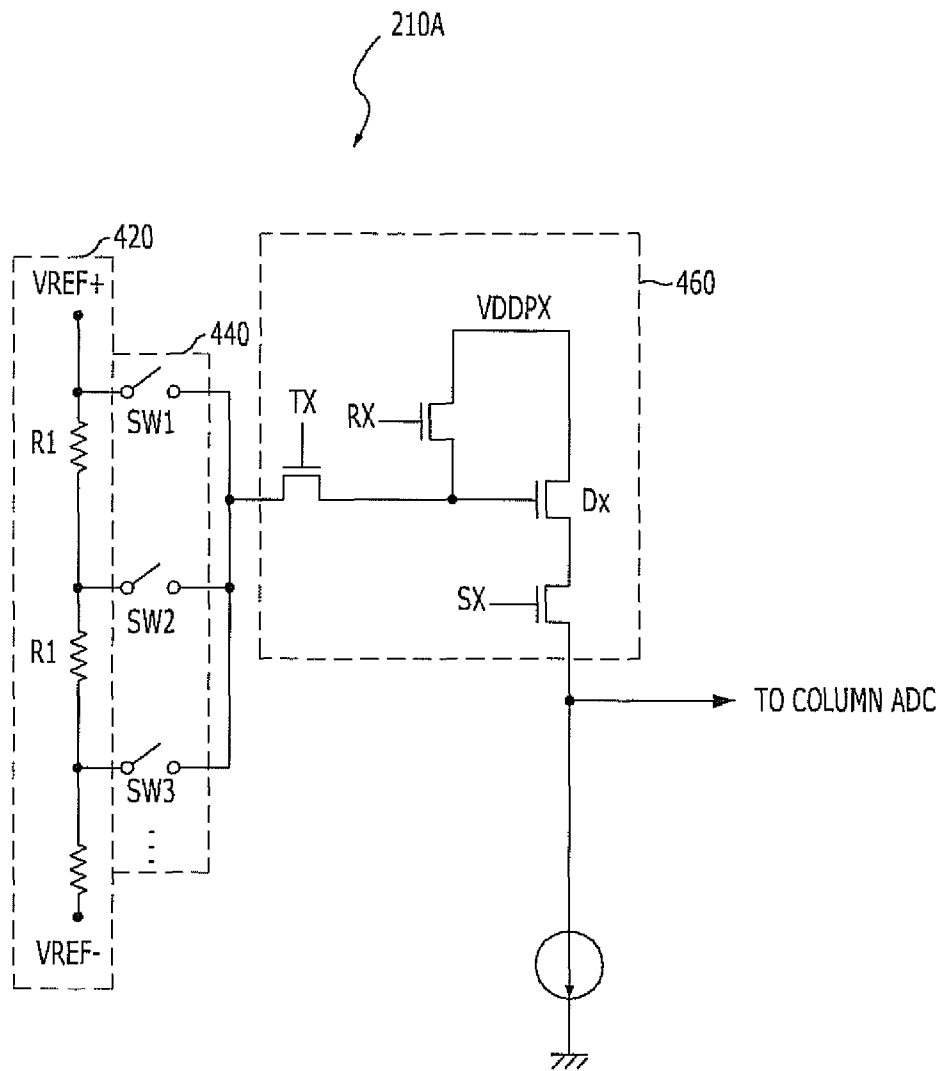 210A
420
VREF+
440
460
VDDPX
SW1
TX
RX
R1
Dx
SW2
SX
R1
TO COLUMN ADC
SW3
VREF-